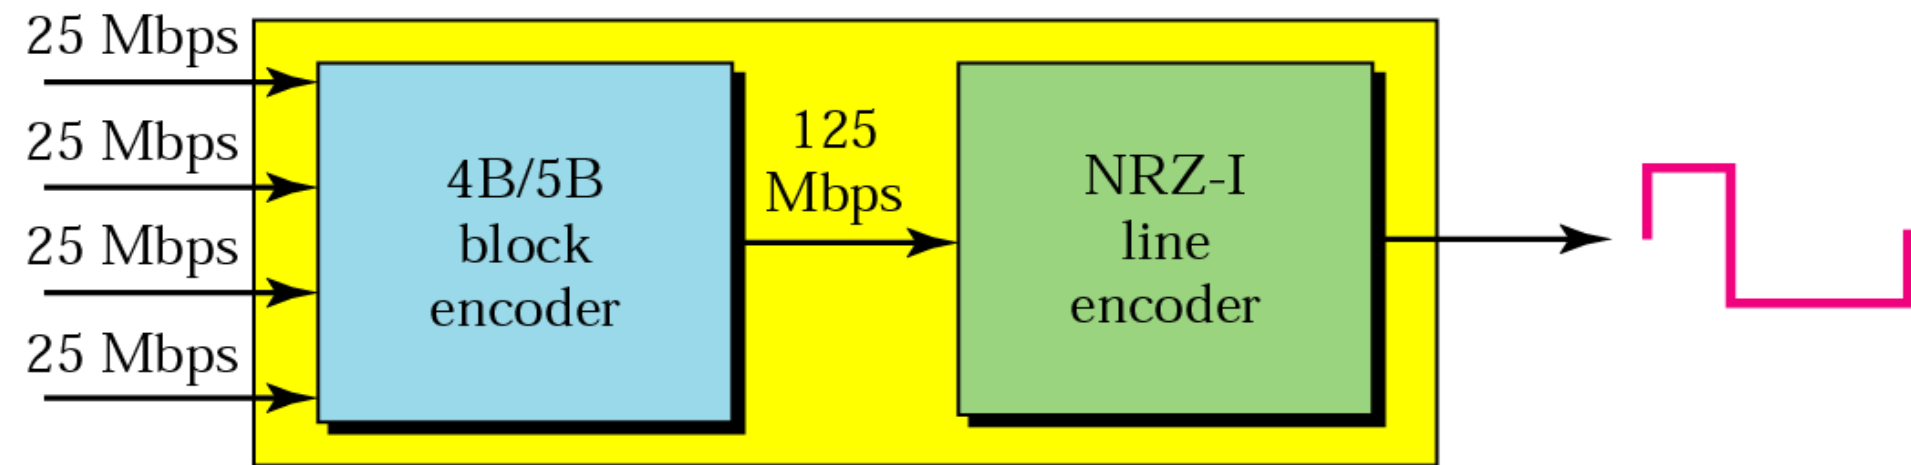 25 Mbps
25 Mbps
25 Mbps
25 Mbps
4B/5B
block
encoder
125
Mbps
NRZ-I
line
encoder